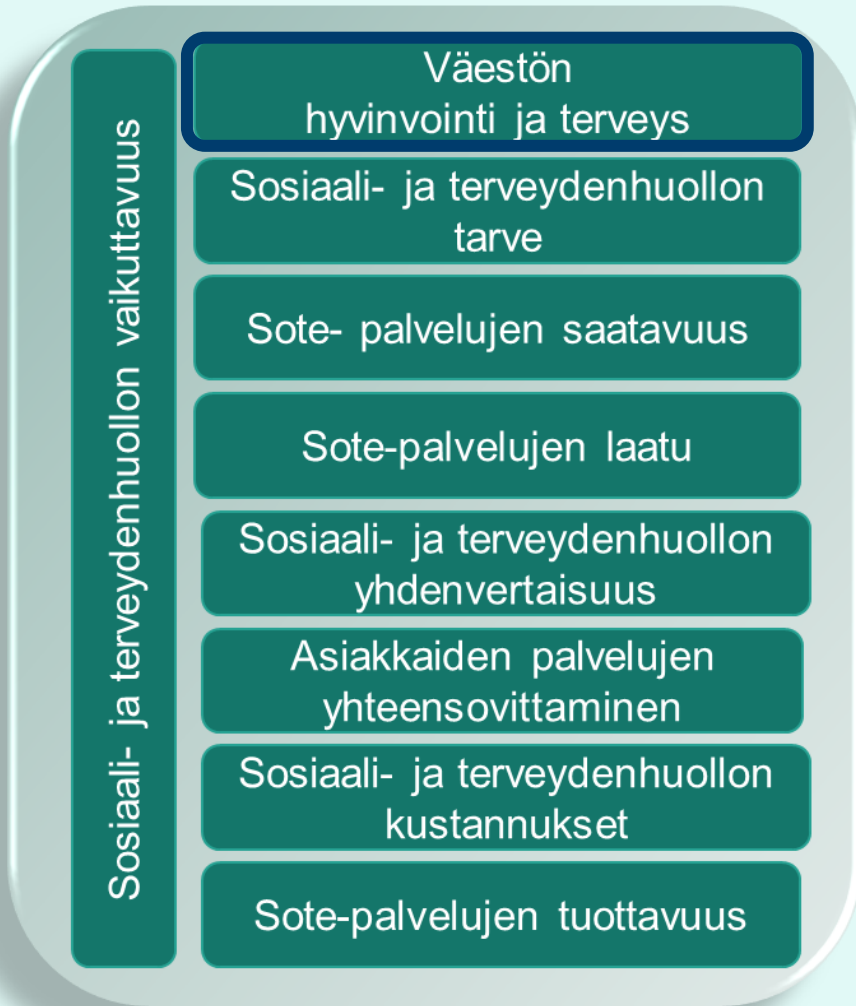 Sosiaali- ja terveydenhuollon vaikuttavuus
Väestön
hyvinvointi ja terveys
Sosiaali- ja terveydenhuollon
tarve
Sote- palvelujen saatavuus
Sote-palvelujen laatu
Sosiaali- ja terveydenhuollon
yhdenvertaisuus
Asiakkaiden palvelujen
yhteensovittaminen
Sosiaali- ja terveydenhuollon
kustannukset
Sote-palvelujen tuottavuus